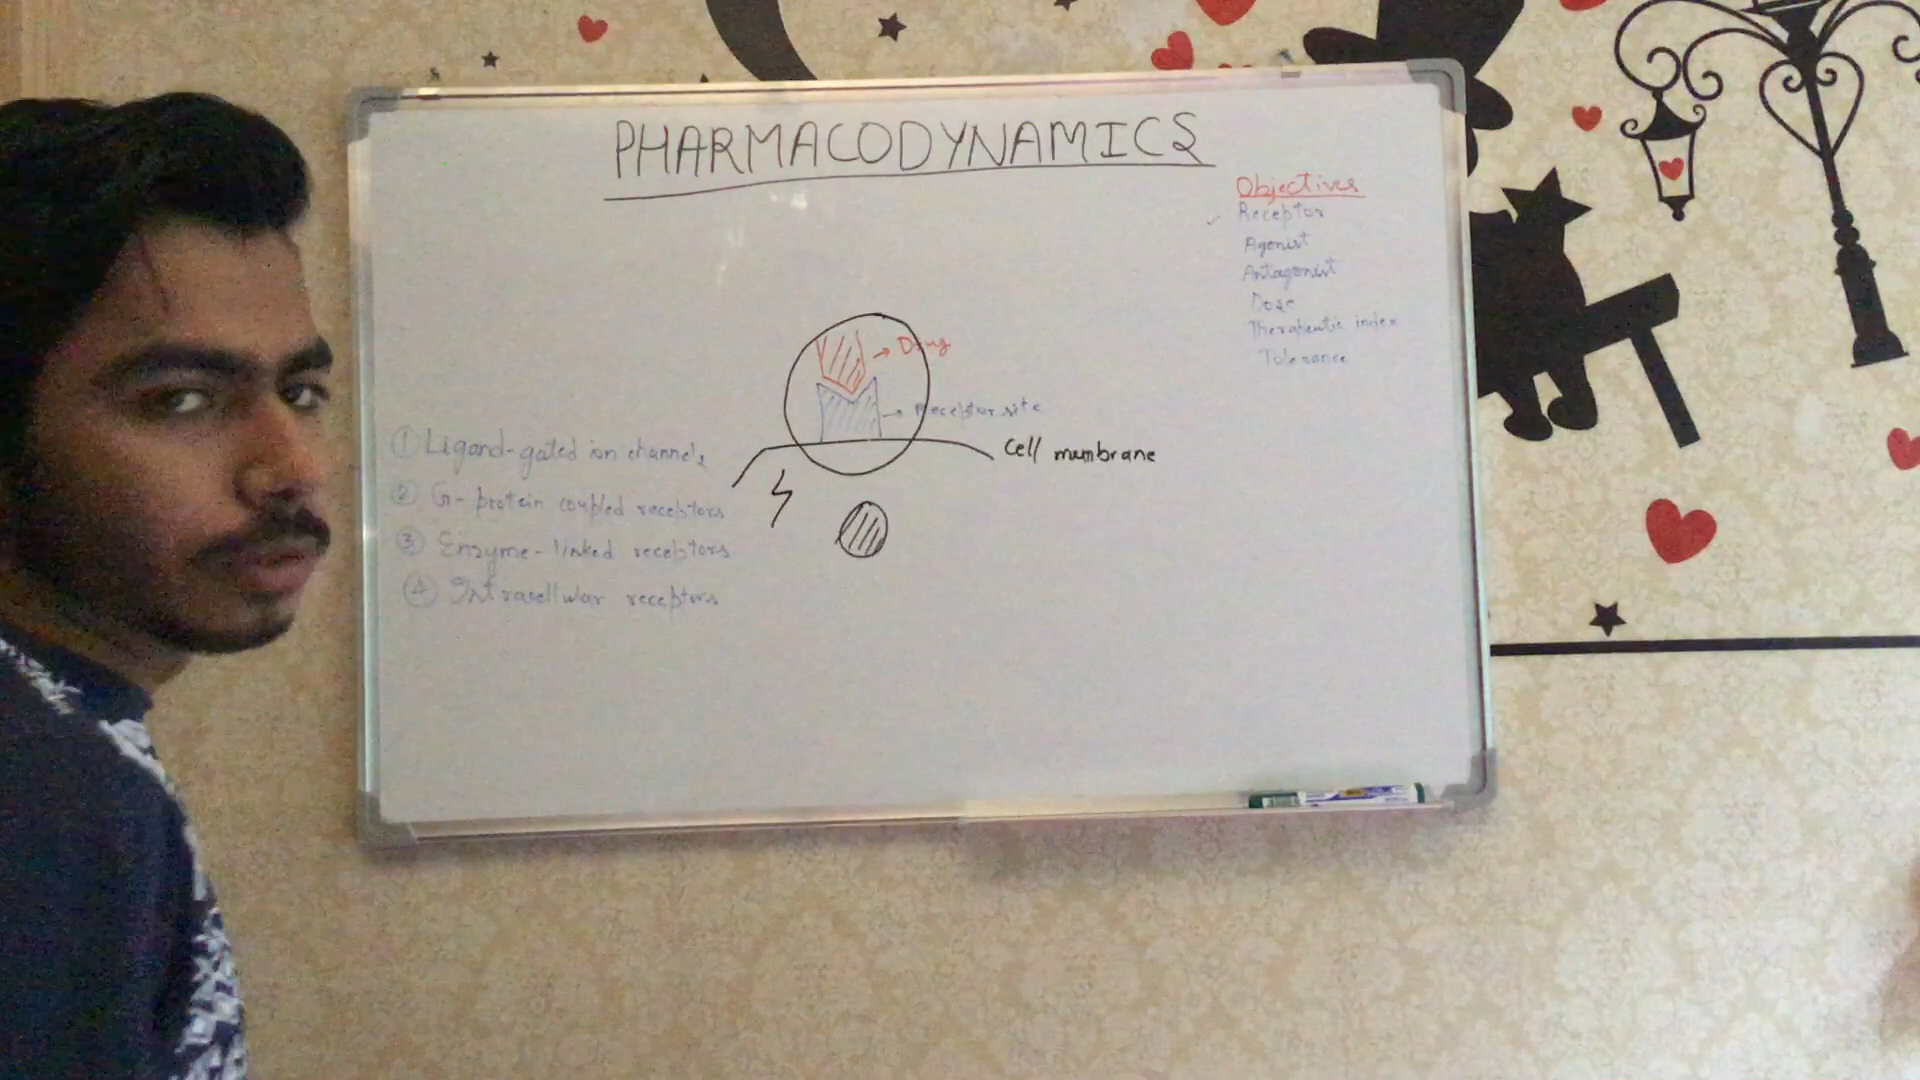 PHARMACODYNAMICS
Objectives
Receptor
Agonist
Antagonist
Dose
Therapeutic index
Tolerance
→ Drug
→ Receptor site
Cell membrane
① Ligand-gated ion channels
② G-protein coupled receptors
③ Enzyme-linked receptors
④ Intracellular receptors